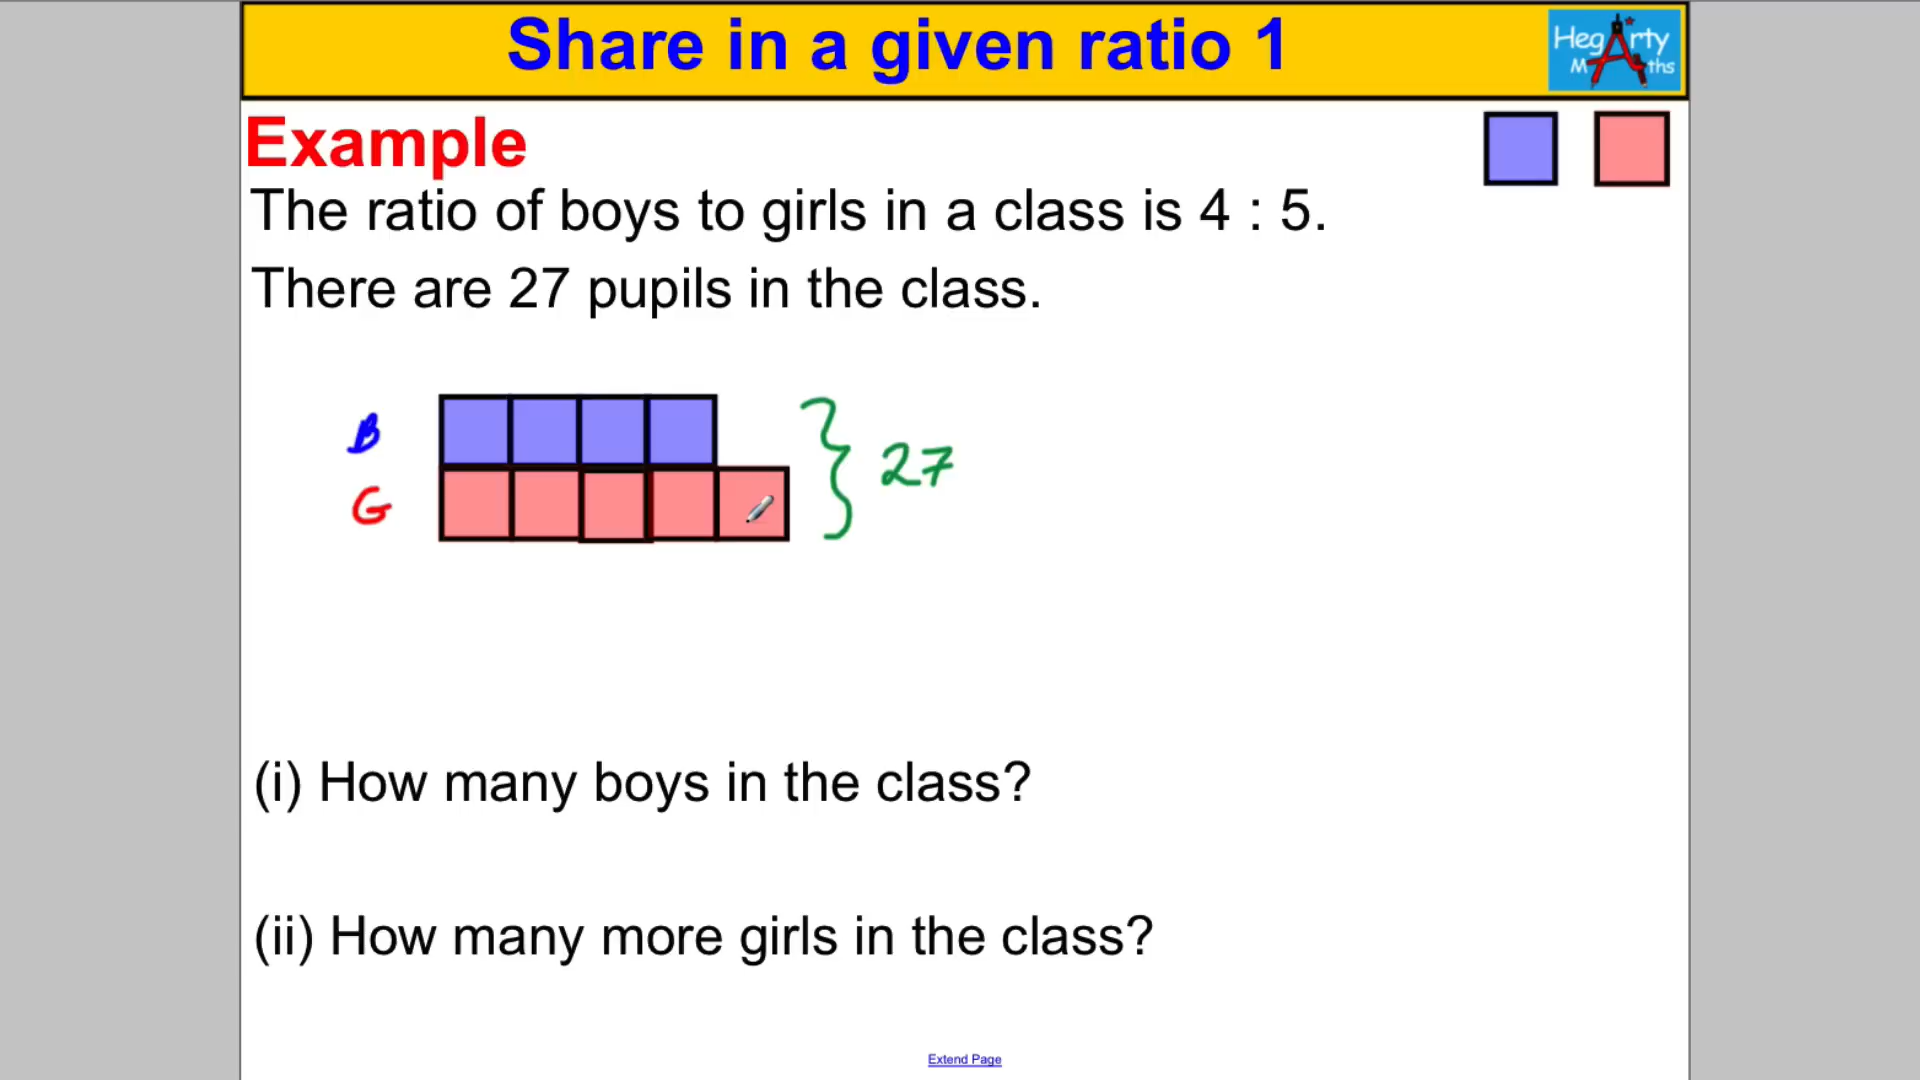 Share in a given ratio 1
HegArty
Maths
Example
The ratio of boys to girls in a class is 4 : 5.
There are 27 pupils in the class.
B
G
27
(i) How many boys in the class?
(ii) How many more girls in the class?
Extend Page